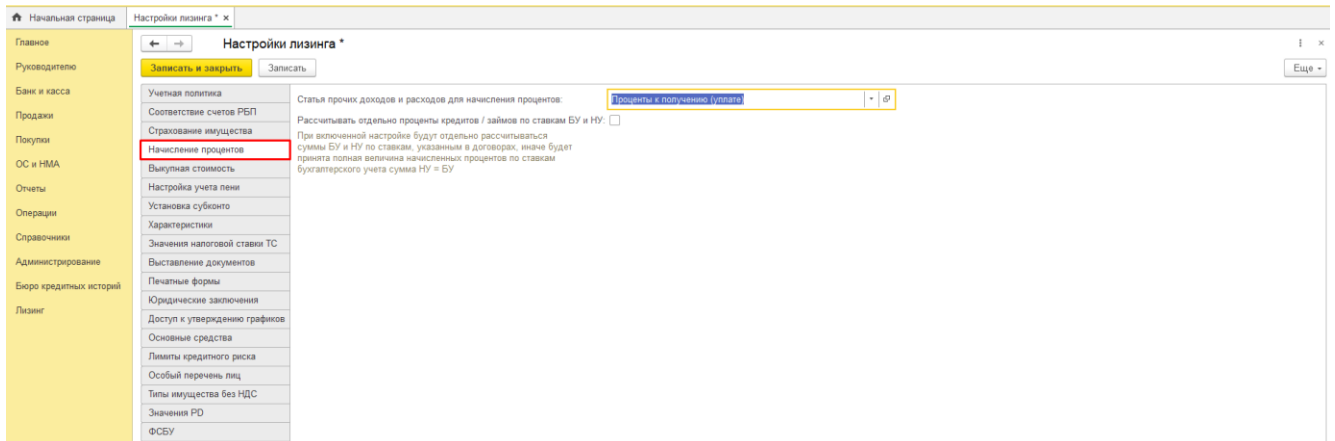 Начальная страница
Настройки лизинга * ×
Главное
Руководителю
Банк и касса
Продажи
Покупки
ОС и НМА
Отчеты
Операции
Справочники
Администрирование
Бюро кредитных историй
Лизинг
Настройки лизинга *
Записать и закрыть
Записать
Еще
Учетная политика
Соответствие счетов РБП
Страхование имущества
Начисление процентов
Выкупная стоимость
Настройка учета пени
Установка субконто
Характеристики
Значения налоговой ставки ТС
Выставление документов
Печатные формы
Юридические заключения
Доступ к утверждению графиков
Основные средства
Лимиты кредитного риска
Особый перечень лиц
Типы имущества без НДС
Значения PD
ФСБУ
Статья прочих доходов и расходов для начисления процентов: Проценты к получению (уплате)
Рассчитывать отдельно проценты кредитов / займов по ставкам БУ и НУ:
При включенной настройке будут отдельно рассчитываться
суммы БУ и НУ по ставкам, указанным в договорах, иначе будет
принята полная величина начисленных процентов по ставкам
бухгалтерского учета сумма НУ = БУ